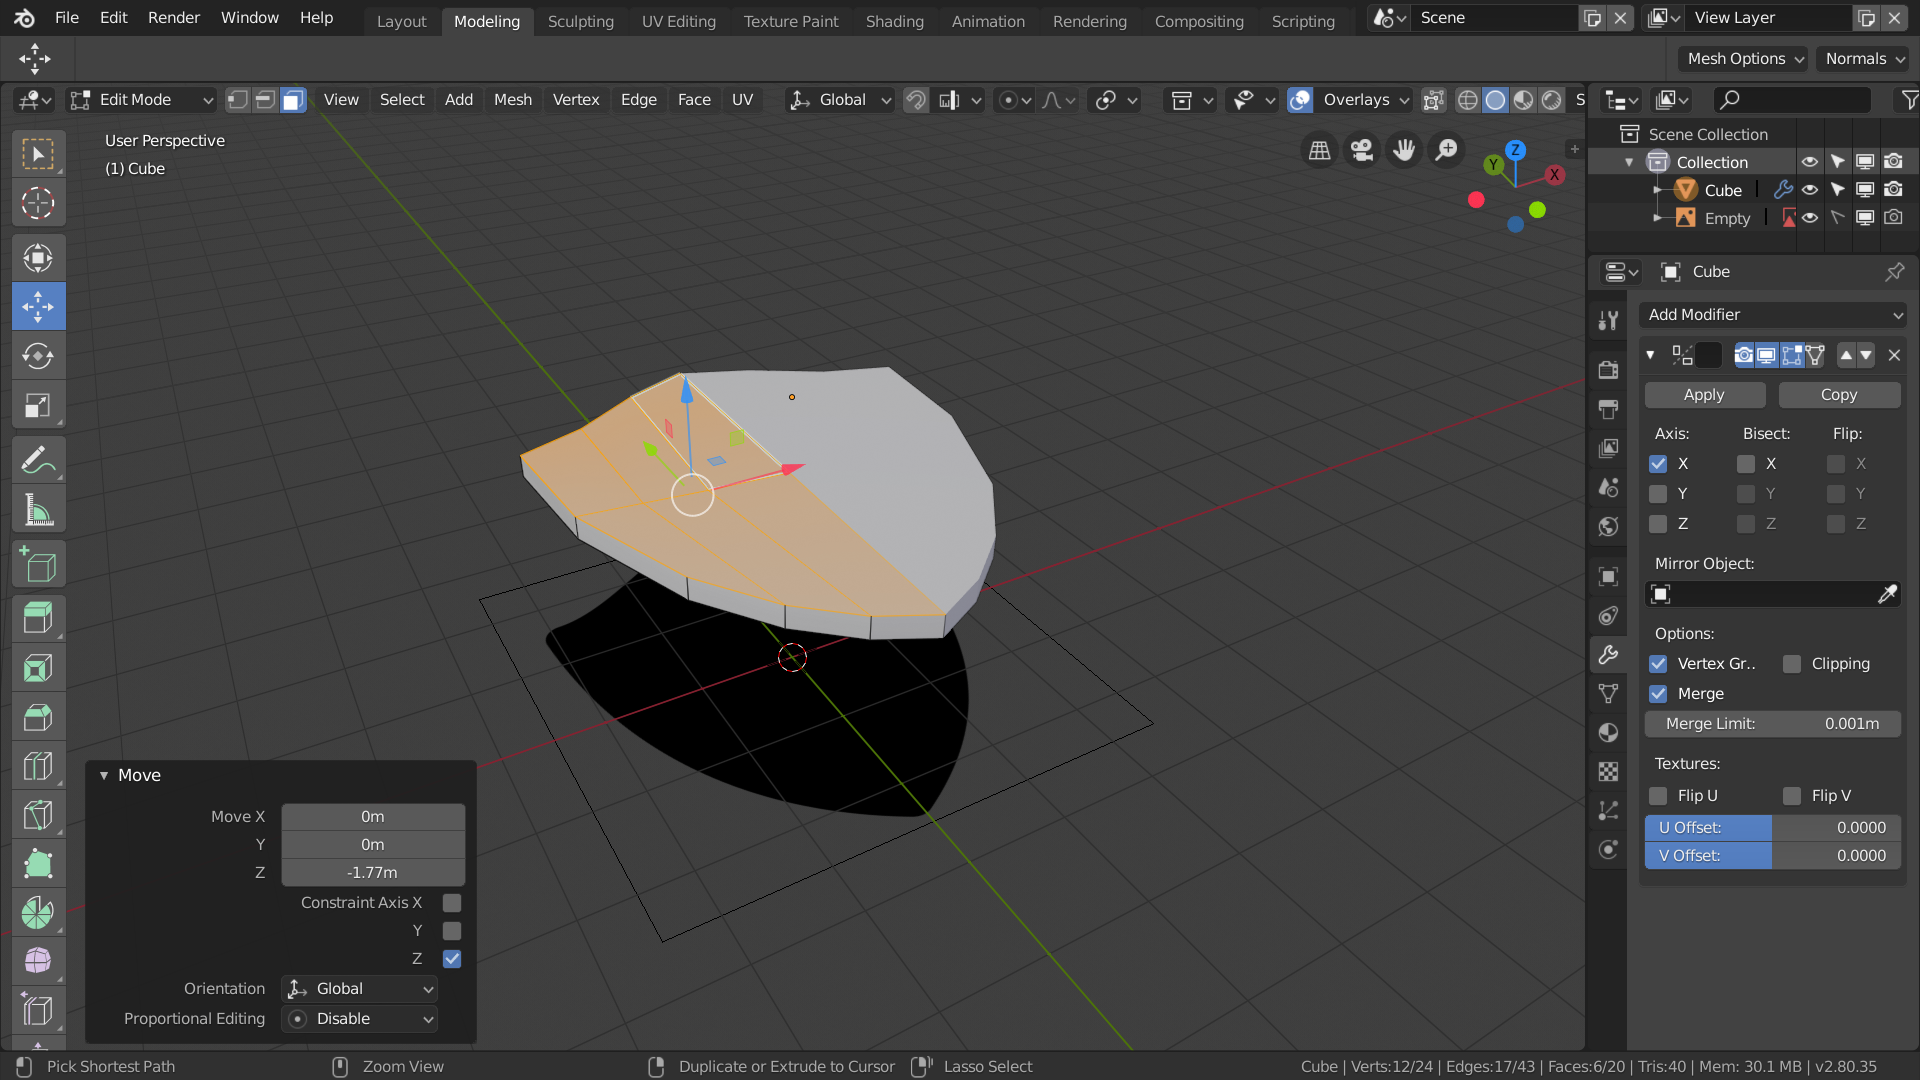 File Edit Render Window Help Layout Modeling Sculpting UV Editing Texture Paint Shading Animation Rendering Compositing Scripting Scene View Layer
Mesh Options Normals
Edit Mode View Select Add Mesh Vertex Edge Face UV Global Overlays S
User Perspective
(1) Cube
Z
Y
X
Scene Collection
Collection
Cube
Empty
Cube
Add Modifier
Apply Copy
Axis: Bisect: Flip:
X X X
Y Y Y
Z Z Z
Mirror Object:
Options:
Vertex Gr.. Clipping
Merge
Merge Limit: 0.001m
Textures:
Flip U Flip V
U Offset: 0.0000
V Offset: 0.0000
Move
Move X 0m
Y 0m
Z -1.77m
Constraint Axis X
Y
Z
Orientation Global
Proportional Editing Disable
Pick Shortest Path Zoom View Duplicate or Extrude to Cursor Lasso Select Cube | Verts:12/24 | Edges:17/43 | Faces:6/20 | Tris:40 | Mem: 30.1 MB | v2.80.35